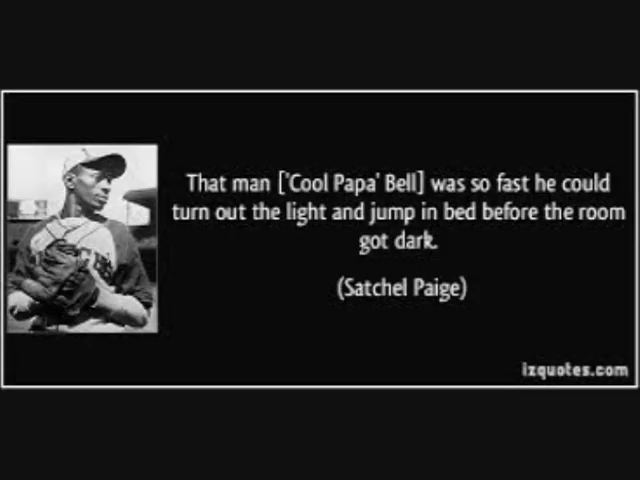 That man ['Cool Papa' Bell] was so fast he could
turn out the light and jump in bed before the room
got dark.
(Satchel Paige)
izquotes.com